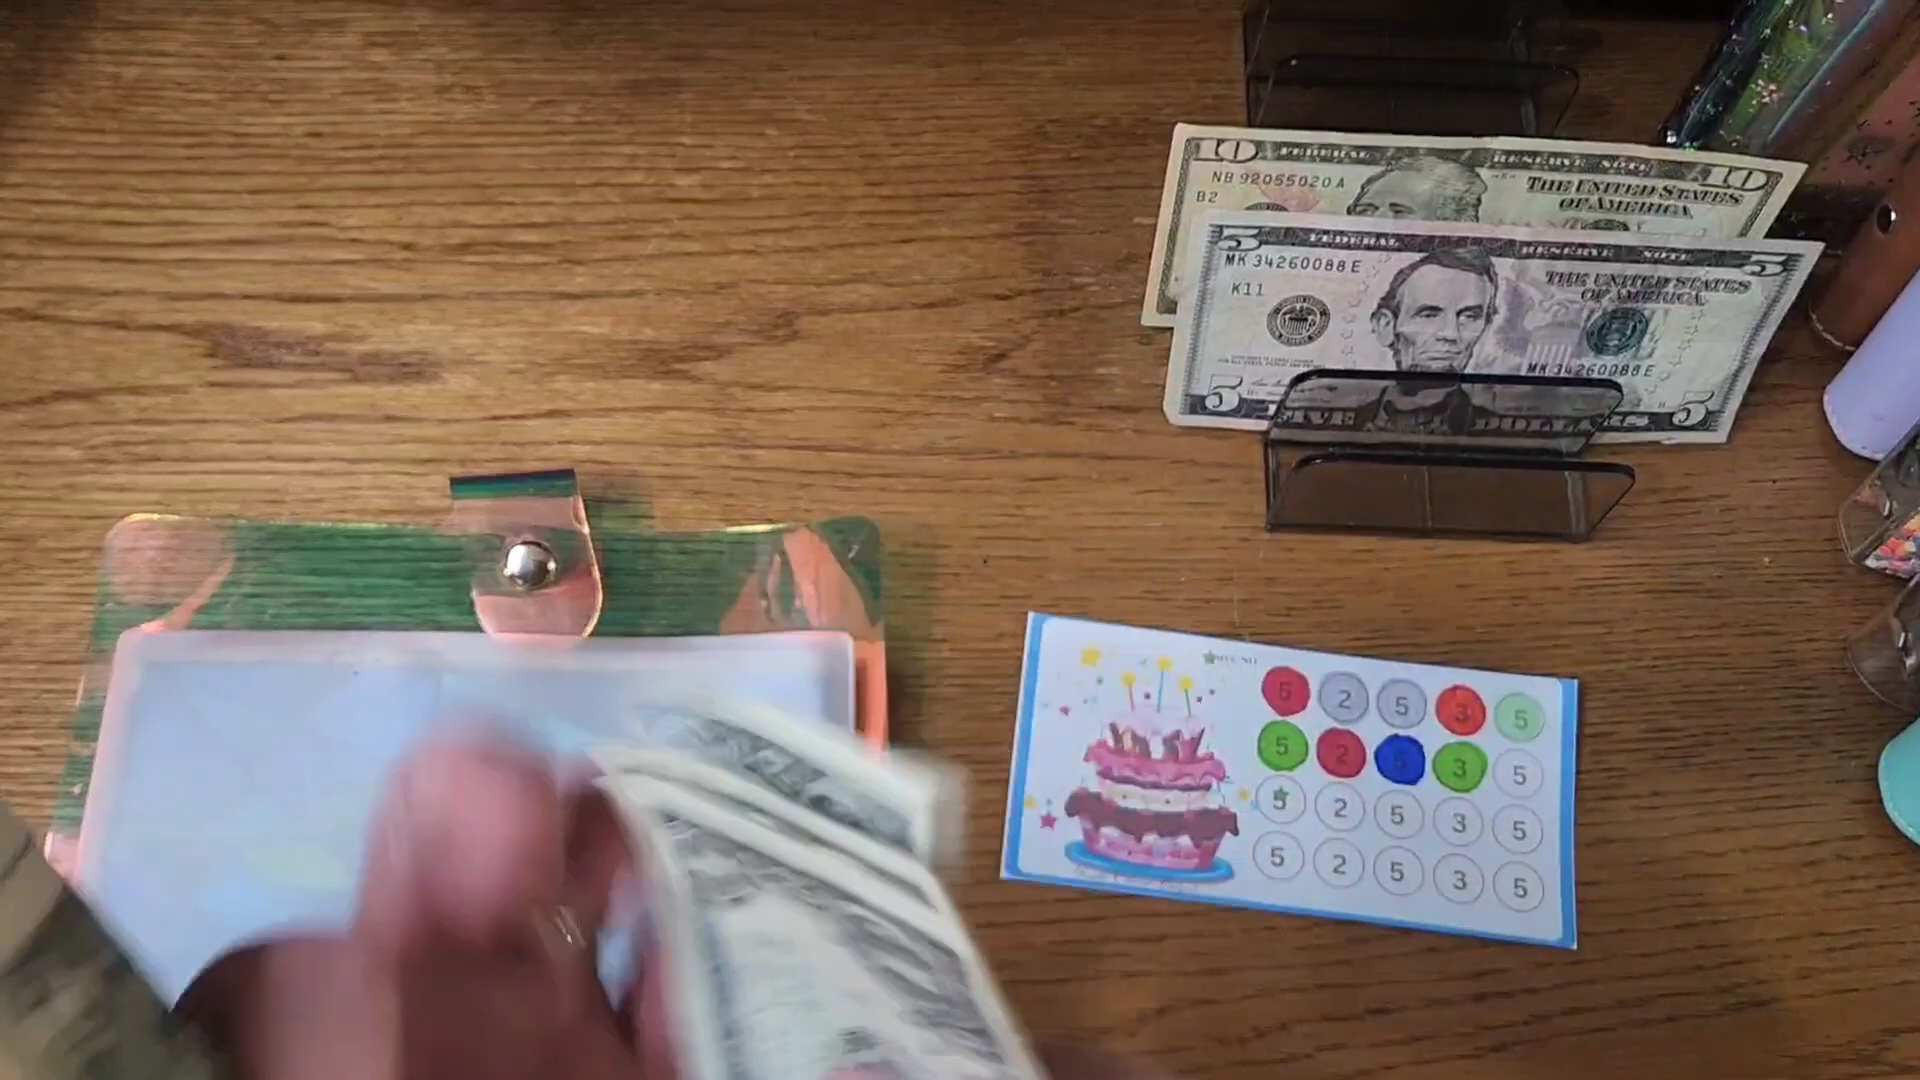 10 FEDERAL RESERVE NOTE 10
NB 92055020 A
B2
THE UNITED STATES
OF AMERICA
5 FEDERAL RESERVE NOTE 5
MK 34260088 E
K11
THE UNITED STATES
OF AMERICA
MK 34260088 E
5 FIVE DOLLARS 5
5 2 5 3 5
5 2 5 3 5
5 2 5 3 5
5 2 5 3 5